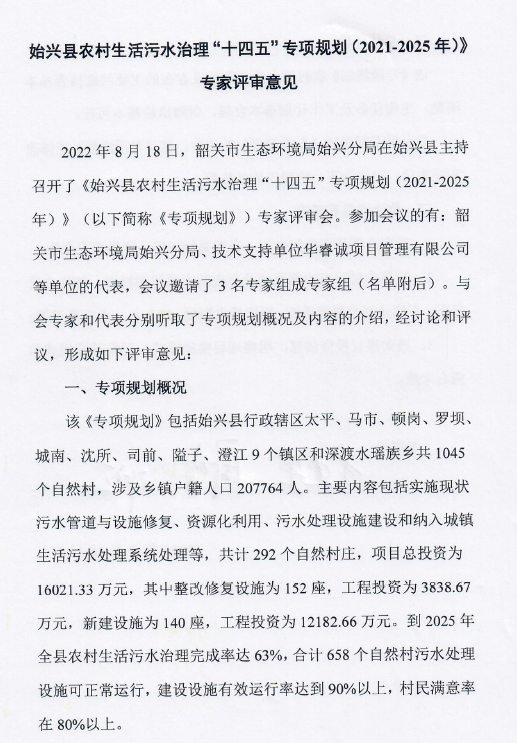 始兴县农村生活污水治理“十四五”专项规划（2021-2025年）》
专家评审意见
2022年8月18日，韶关市生态环境局始兴分局在始兴县主持
召开了《始兴县农村生活污水治理“十四五”专项规划（2021-2025
年）》（以下简称《专项规划》）专家评审会。参加会议的有：韶
关市生态环境局始兴分局、技术支持单位华睿诚项目管理有限公司
等单位的代表，会议邀请了3名专家组成专家组（名单附后）。与
会专家和代表分别听取了专项规划概况及内容的介绍，经讨论和评
议，形成如下评审意见：
一、专项规划概况
该《专项规划》包括始兴县行政辖区太平、马市、顿岗、罗坝、
城南、沈所、司前、隘子、澄江9个镇区和深渡水瑶族乡共1045
个自然村，涉及乡镇户籍人口207764人。主要内容包括实施现状
污水管道与设施修复、资源化利用、污水处理设施建设和纳入城镇
生活污水处理系统处理等，共计292个自然村庄，项目总投资为
16021.33万元，其中整改修复设施为152座，工程投资为3838.67
万元，新建设施为140座，工程投资为12182.66万元。到2025年
全县农村生活污水治理完成率达63%，合计658个自然村污水处理
设施可正常运行，建设设施有效运行率达到90%以上，村民满意率
在80%以上。